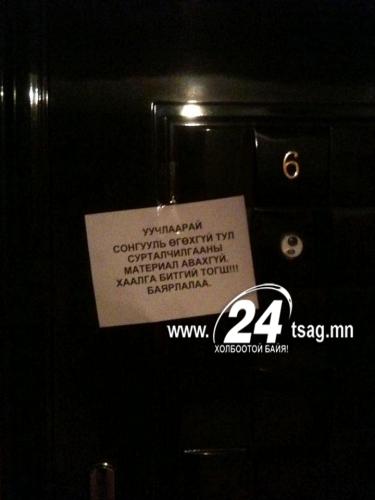 6
УУЧЛААРАЙ
СОНГУУЛЬ ӨГӨХГҮЙ ТУЛ
СУРТАЛЧИЛГААНЫ
МАТЕРИАЛ АВАХГҮЙ.
ХААЛГА БИТГИЙ ТОГШ!!!
БАЯРЛАЛАА.
www.24tsag.mn
ХОЛБООТОЙ БАЙЯ!